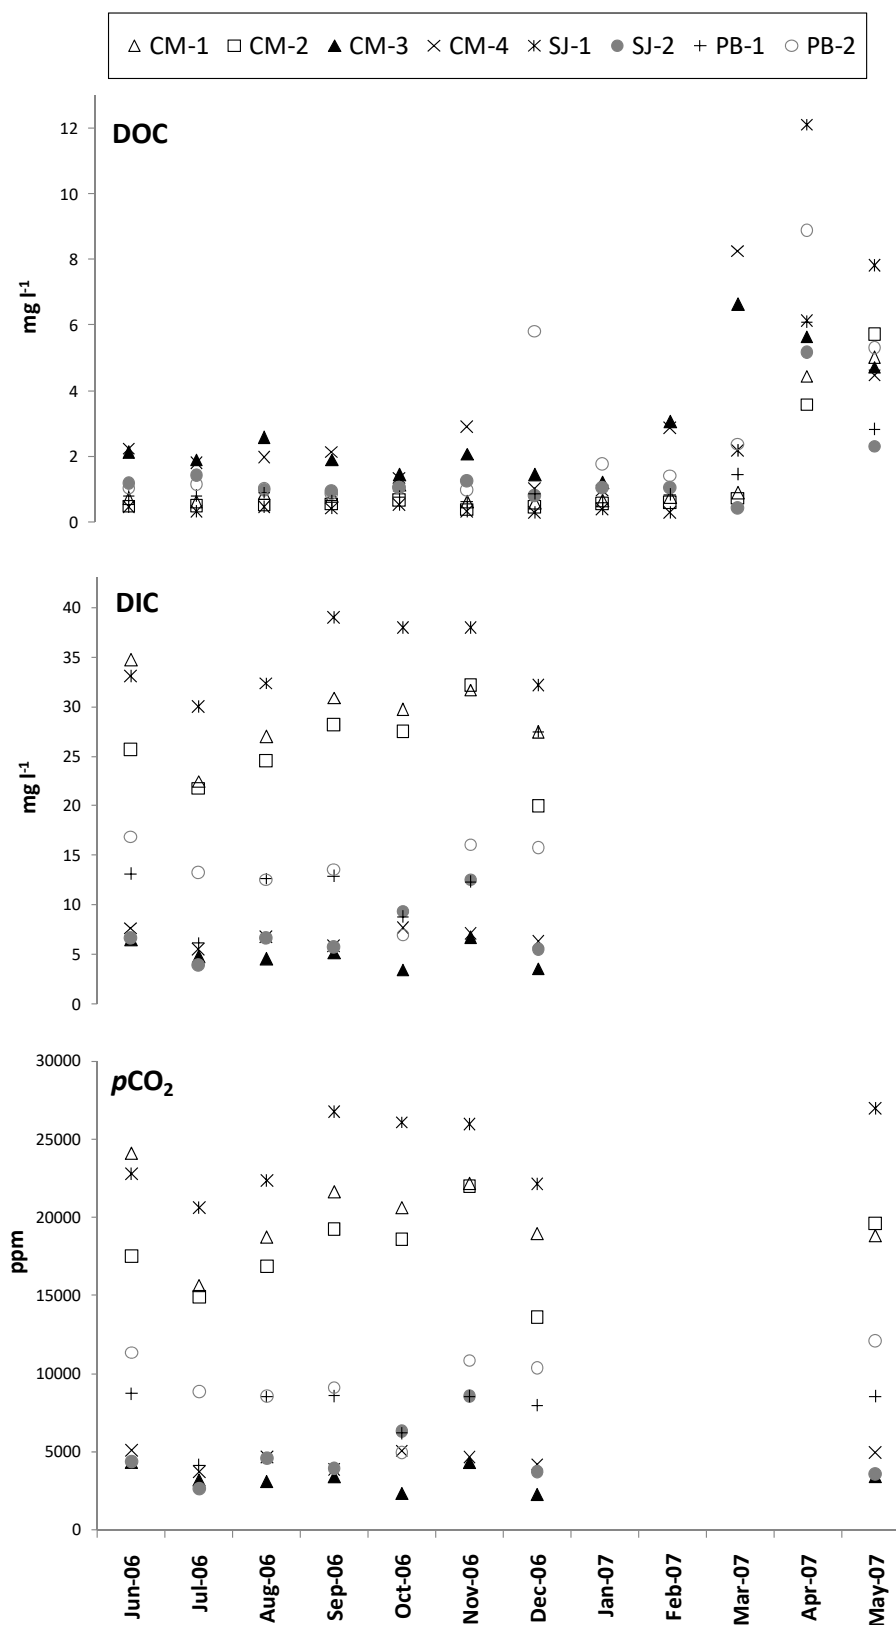 CM-1 CM-2 CM-3 CM-4 SJ-1 SJ-2 PB-1 PB-2
DOC
mg l-1
12
10
8
6
4
2
0
DIC
mg l-1
40
35
30
25
20
15
10
5
0
pCO2
ppm
30000
25000
20000
15000
10000
5000
0
Jun-06
Jul-06
Aug-06
Sep-06
Oct-06
Nov-06
Dec-06
Jan-07
Feb-07
Mar-07
Apr-07
May-07